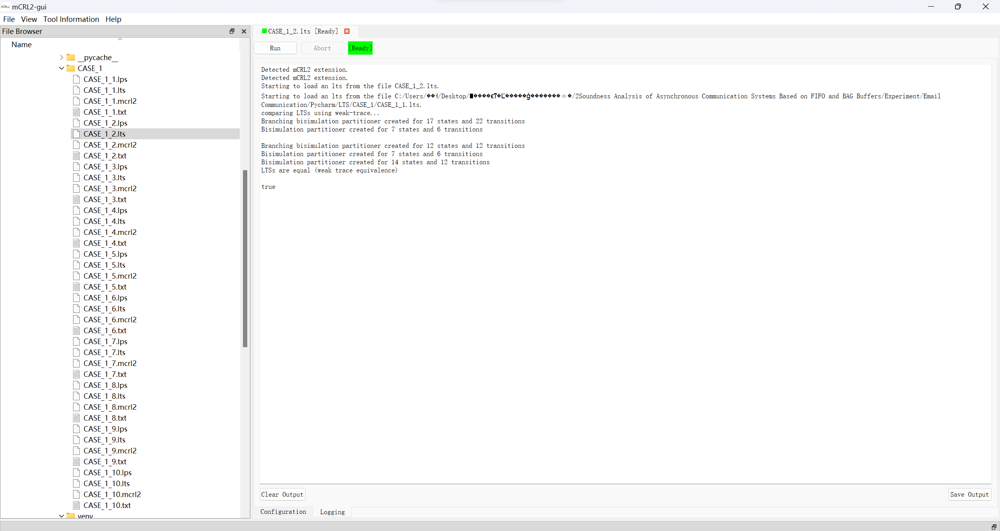 mCRL2-gui
File View Tool Information Help
File Browser
Name
__pycache__
CASE_1
CASE_1_1.lps
CASE_1_1.lts
CASE_1_1.mcrl2
CASE_1_1.txt
CASE_1_2.lps
CASE_1_2.lts
CASE_1_2.mcrl2
CASE_1_2.txt
CASE_1_3.lps
CASE_1_3.lts
CASE_1_3.mcrl2
CASE_1_3.txt
CASE_1_4.lps
CASE_1_4.lts
CASE_1_4.mcrl2
CASE_1_4.txt
CASE_1_5.lps
CASE_1_5.lts
CASE_1_5.mcrl2
CASE_1_5.txt
CASE_1_6.lps
CASE_1_6.lts
CASE_1_6.mcrl2
CASE_1_6.txt
CASE_1_7.lps
CASE_1_7.lts
CASE_1_7.mcrl2
CASE_1_7.txt
CASE_1_8.lps
CASE_1_8.lts
CASE_1_8.mcrl2
CASE_1_8.txt
CASE_1_9.lps
CASE_1_9.lts
CASE_1_9.mcrl2
CASE_1_9.txt
CASE_1_10.lps
CASE_1_10.lts
CASE_1_10.mcrl2
CASE_1_10.txt
venv
CASE_1_2.lts [Ready]
Run Abort [Ready]
Detected mCRL2 extension.
Detected mCRL2 extension.
Starting to load an lts from the file CASE_1_2.lts.
Starting to load an lts from the file C:/Users/ /Desktop/ /2Soundness Analysis of Asynchronous Communication Systems Based on FIFO and BAG Buffers/Experiment/Email
Communication/Pycharm/LTS/CASE_1/CASE_1_1.lts.
comparing LTSs using weak-trace...
Branching bisimulation partitioner created for 17 states and 22 transitions
Bisimulation partitioner created for 7 states and 6 transitions
Branching bisimulation partitioner created for 12 states and 12 transitions
Bisimulation partitioner created for 7 states and 6 transitions
Bisimulation partitioner created for 14 states and 12 transitions
LTSs are equal (weak trace equivalence)
true
Clear Output Save Output
Configuration Logging